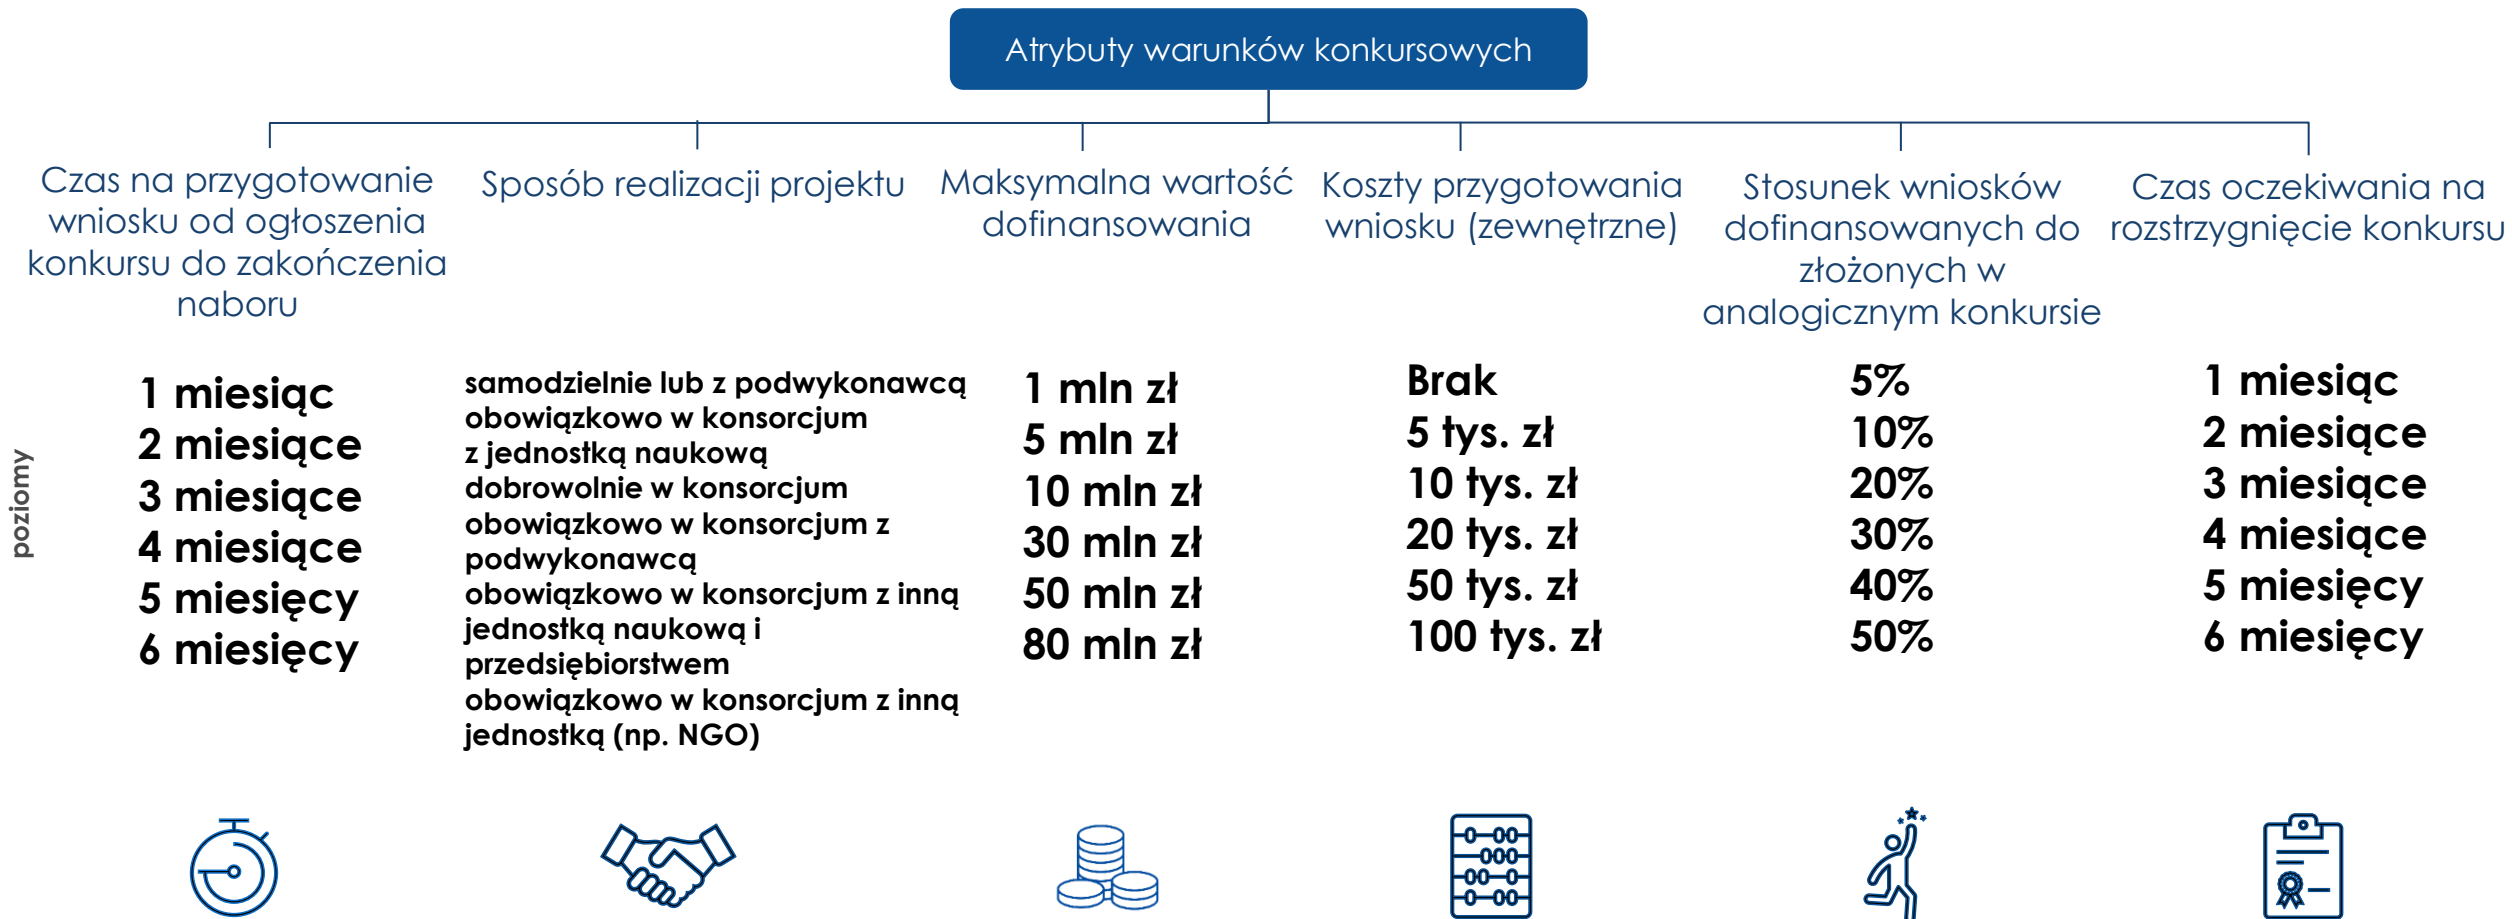 Atrybuty warunków konkursowych
Czas na przygotowanie
wniosku od ogłoszenia
konkursu do zakończenia
naboru
Sposób realizacji projektu
Maksymalna wartość
dofinansowania
Koszty przygotowania
wniosku (zewnętrzne)
Stosunek wniosków
dofinansowanych do
złożonych w
analogicznym konkursie
Czas oczekiwania na
rozstrzygnięcie konkursu
poziomy
1 miesiąc
2 miesiące
3 miesiące
4 miesiące
5 miesięcy
6 miesięcy
samodzielnie lub z podwykonawcą
obowiązkowo w konsorcjum
z jednostką naukową
dobrowolnie w konsorcjum
obowiązkowo w konsorcjum z
podwykonawcą
obowiązkowo w konsorcjum z inną
jednostką naukową i
przedsiębiorstwem
obowiązkowo w konsorcjum z inną
jednostką (np. NGO)
1 mln zł
5 mln zł
10 mln zł
30 mln zł
50 mln zł
80 mln zł
Brak
5 tys. zł
10 tys. zł
20 tys. zł
50 tys. zł
100 tys. zł
5%
10%
20%
30%
40%
50%
1 miesiąc
2 miesiące
3 miesiące
4 miesiące
5 miesięcy
6 miesięcy